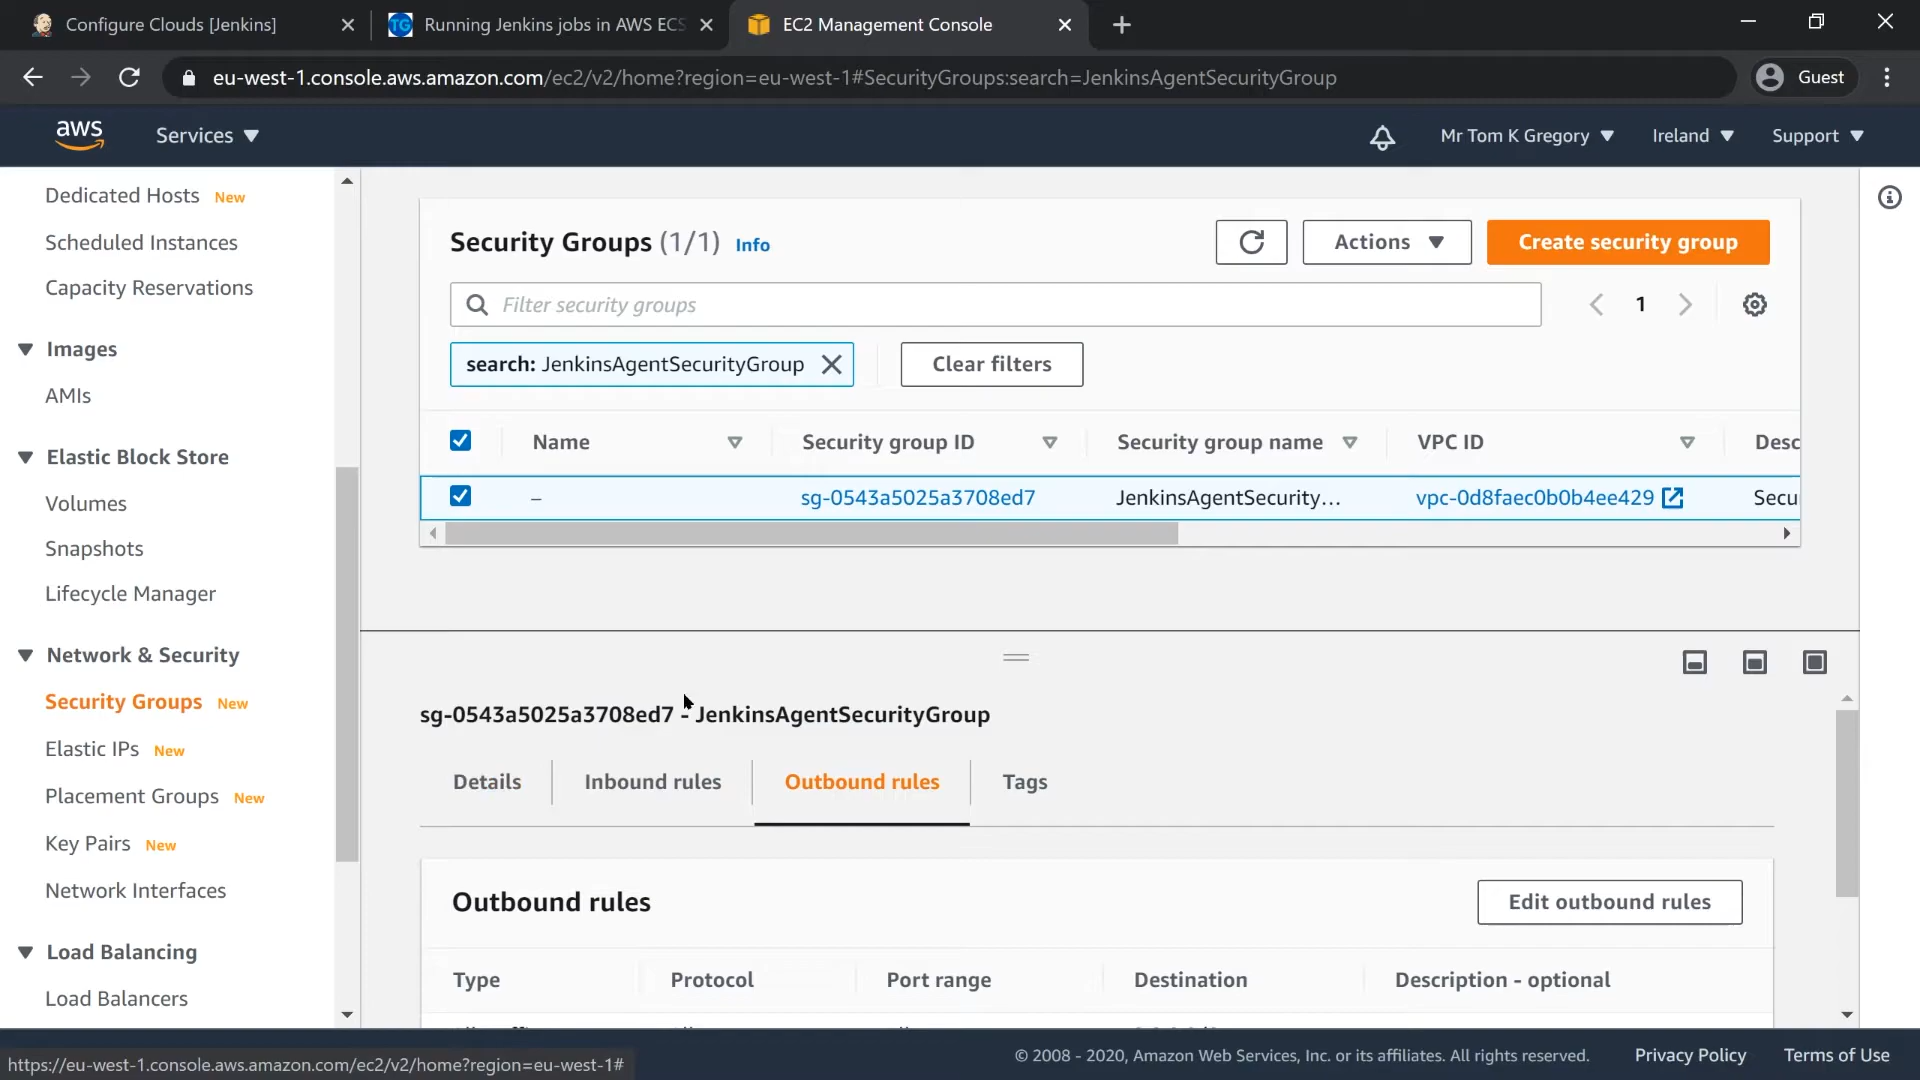 Configure Clouds [Jenkins]
TG Running Jenkins jobs in AWS ECS
EC2 Management Console
eu-west-1.console.aws.amazon.com/ec2/v2/home?region=eu-west-1#SecurityGroups:search=JenkinsAgentSecurityGroup
Guest
aws
Services
Mr Tom K Gregory
Ireland
Support
Dedicated Hosts New
Scheduled Instances
Capacity Reservations
Images
AMIs
Elastic Block Store
Volumes
Snapshots
Lifecycle Manager
Network & Security
Security Groups New
Elastic IPs New
Placement Groups New
Key Pairs New
Network Interfaces
Load Balancing
Load Balancers
Security Groups (1/1) Info
Actions
Create security group
Filter security groups
1
search: JenkinsAgentSecurityGroup
Clear filters
Name Security group ID Security group name VPC ID Desc
– sg-0543a5025a3708ed7 JenkinsAgentSecurity... vpc-0d8faec0b0b4ee429 Secu
sg-0543a5025a3708ed7 - JenkinsAgentSecurityGroup
Details
Inbound rules
Outbound rules
Tags
Outbound rules
Edit outbound rules
Type Protocol Port range Destination Description - optional
https://eu-west-1.console.aws.amazon.com/ec2/v2/home?region=eu-west-1#
© 2008 - 2020, Amazon Web Services, Inc. or its affiliates. All rights reserved.
Privacy Policy
Terms of Use